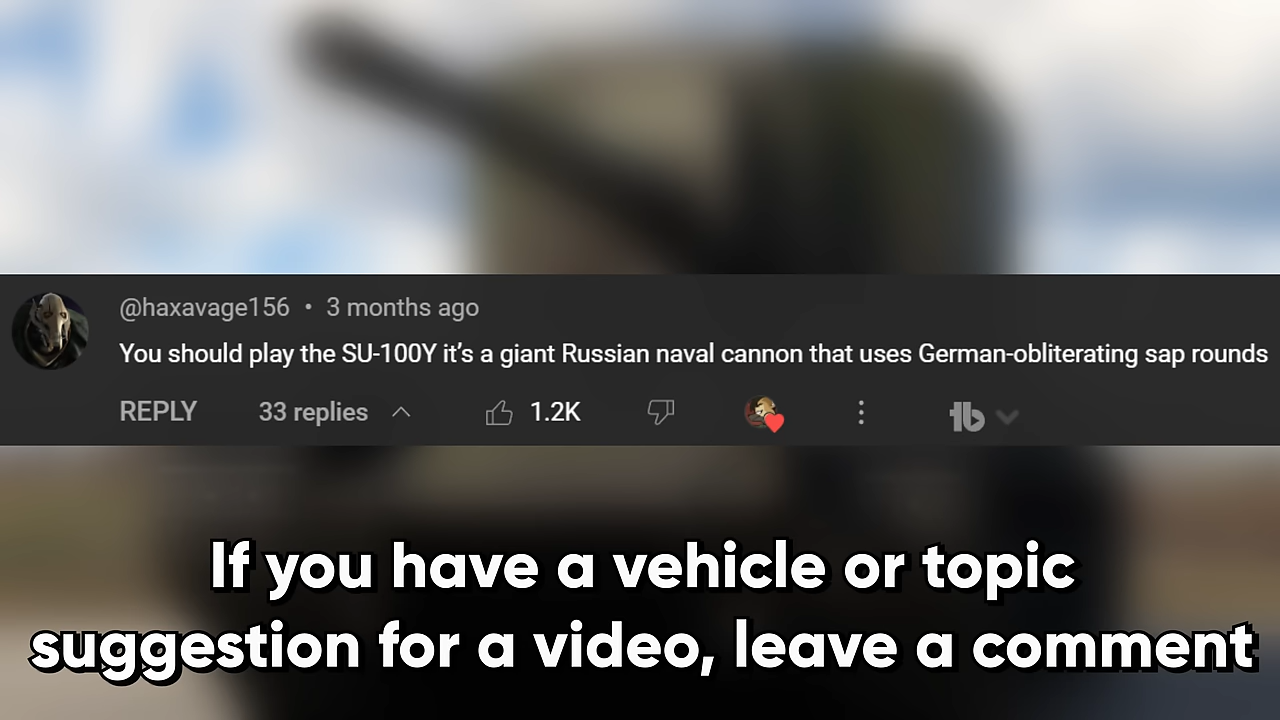 @haxavage156 • 3 months ago
You should play the SU-100Y it's a giant Russian naval cannon that uses German-obliterating sap rounds
REPLY 33 replies 1.2K
If you have a vehicle or topic
suggestion for a video, leave a comment